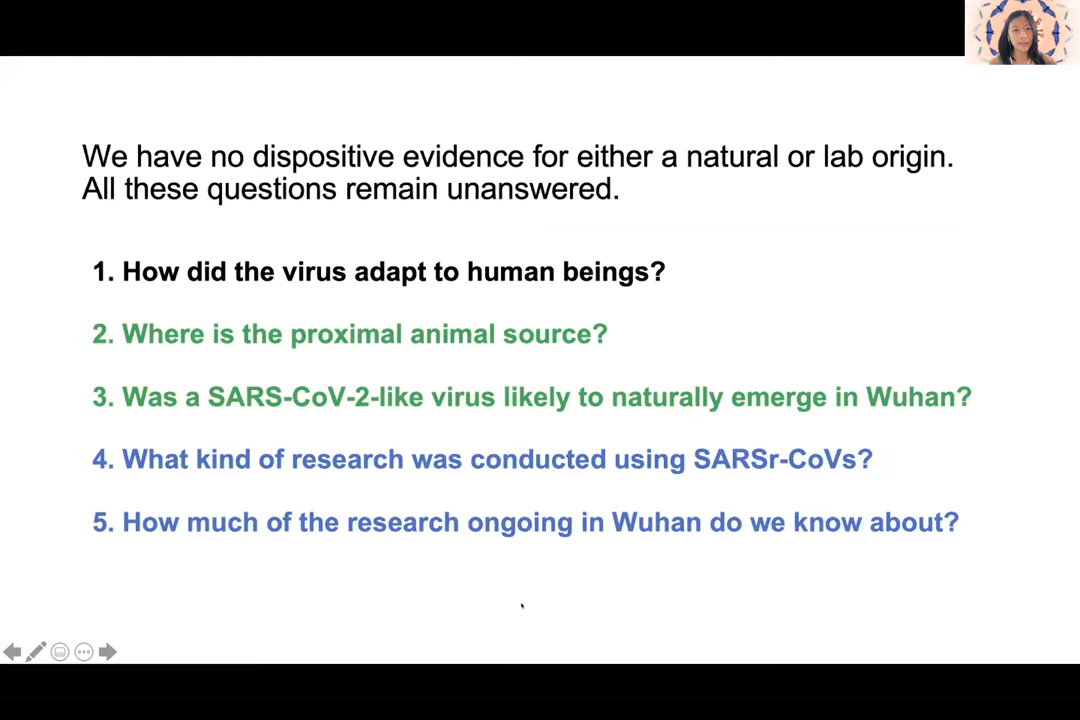 We have no dispositive evidence for either a natural or lab origin.
All these questions remain unanswered.
1. How did the virus adapt to human beings?
2. Where is the proximal animal source?
3. Was a SARS-CoV-2-like virus likely to naturally emerge in Wuhan?
4. What kind of research was conducted using SARSr-CoVs?
5. How much of the research ongoing in Wuhan do we know about?